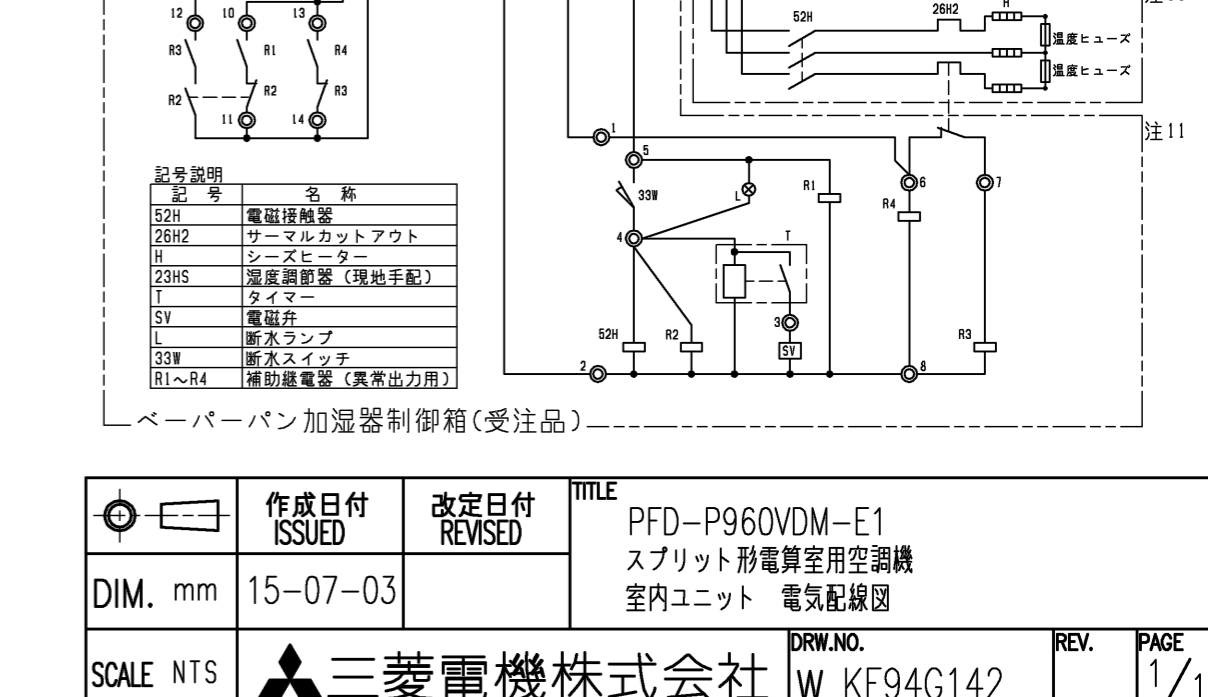 12 10 13
R3 R1 R4
R2 R2 R3
11 14
52H 26H2 H
温度ヒューズ
温度ヒューズ
注11
1
5
33W L R1
6 7
R4
4
T
3
52H R2 SV R3
2 8
記号説明
記 号 名 称
52H 電磁接触器
26H2 サーマルカットアウト
H シーズヒーター
23HS 湿度調節器(現地手配)
T タイマー
SV 電磁弁
L 断水ランプ
33W 断水スイッチ
R1~R4 補助継電器(異常出力用)
ベーパーパン加湿器制御箱(受注品)
作成日付 改定日付 TITLE
ISSUED REVISED PFD-P960VDM-E1
スプリット形電算室用空調機
DIM. mm 15-07-03 室内ユニット 電気配線図
SCALE NTS 三菱電機株式会社 DRW.NO. REV. PAGE
W KF94G142 1/1